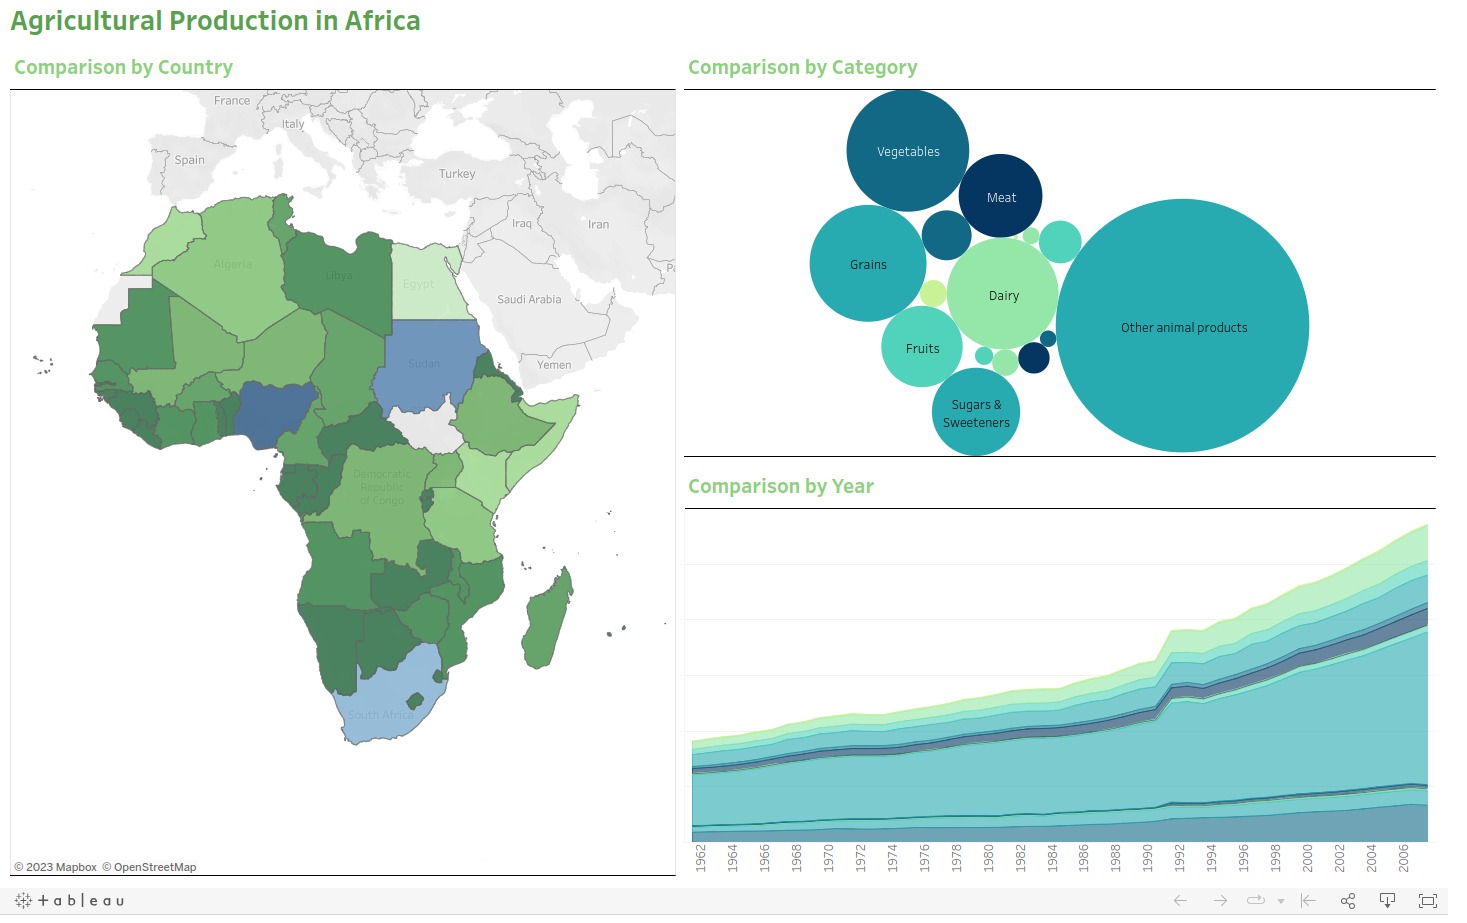 Agricultural Production in Africa
Comparison by Country
Comparison by Category
France
Italy
Spain
Turkey
Iraq
Iran
Saudi Arabia
Yemen
Algeria
Libya
Egypt
Sudan
Democratic
Republic
of Congo
South Africa
© 2023 Mapbox © OpenStreetMap
Vegetables
Meat
Grains
Dairy
Other animal products
Fruits
Sugars &
Sweeteners
Comparison by Year
1962
1964
1966
1968
1970
1972
1974
1976
1978
1980
1982
1984
1986
1988
1990
1992
1994
1996
1998
2000
2002
2004
2006
+ a b l e a u